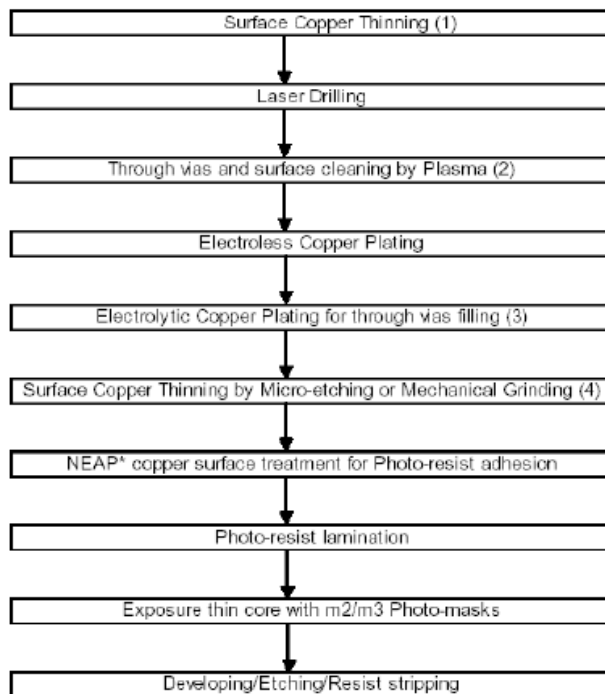 Surface Copper Thinning (1)
Laser Drilling
Through vias and surface cleaning by Plasma (2)
Electroless Copper Plating
Electrolytic Copper Plating for through vias filling (3)
Surface Copper Thinning by Micro-etching or Mechanical Grinding (4)
NEAP* copper surface treatment for Photo-resist adhesion
Photo-resist lamination
Exposure thin core with m2/m3 Photo-masks
Developing/Etching/Resist stripping